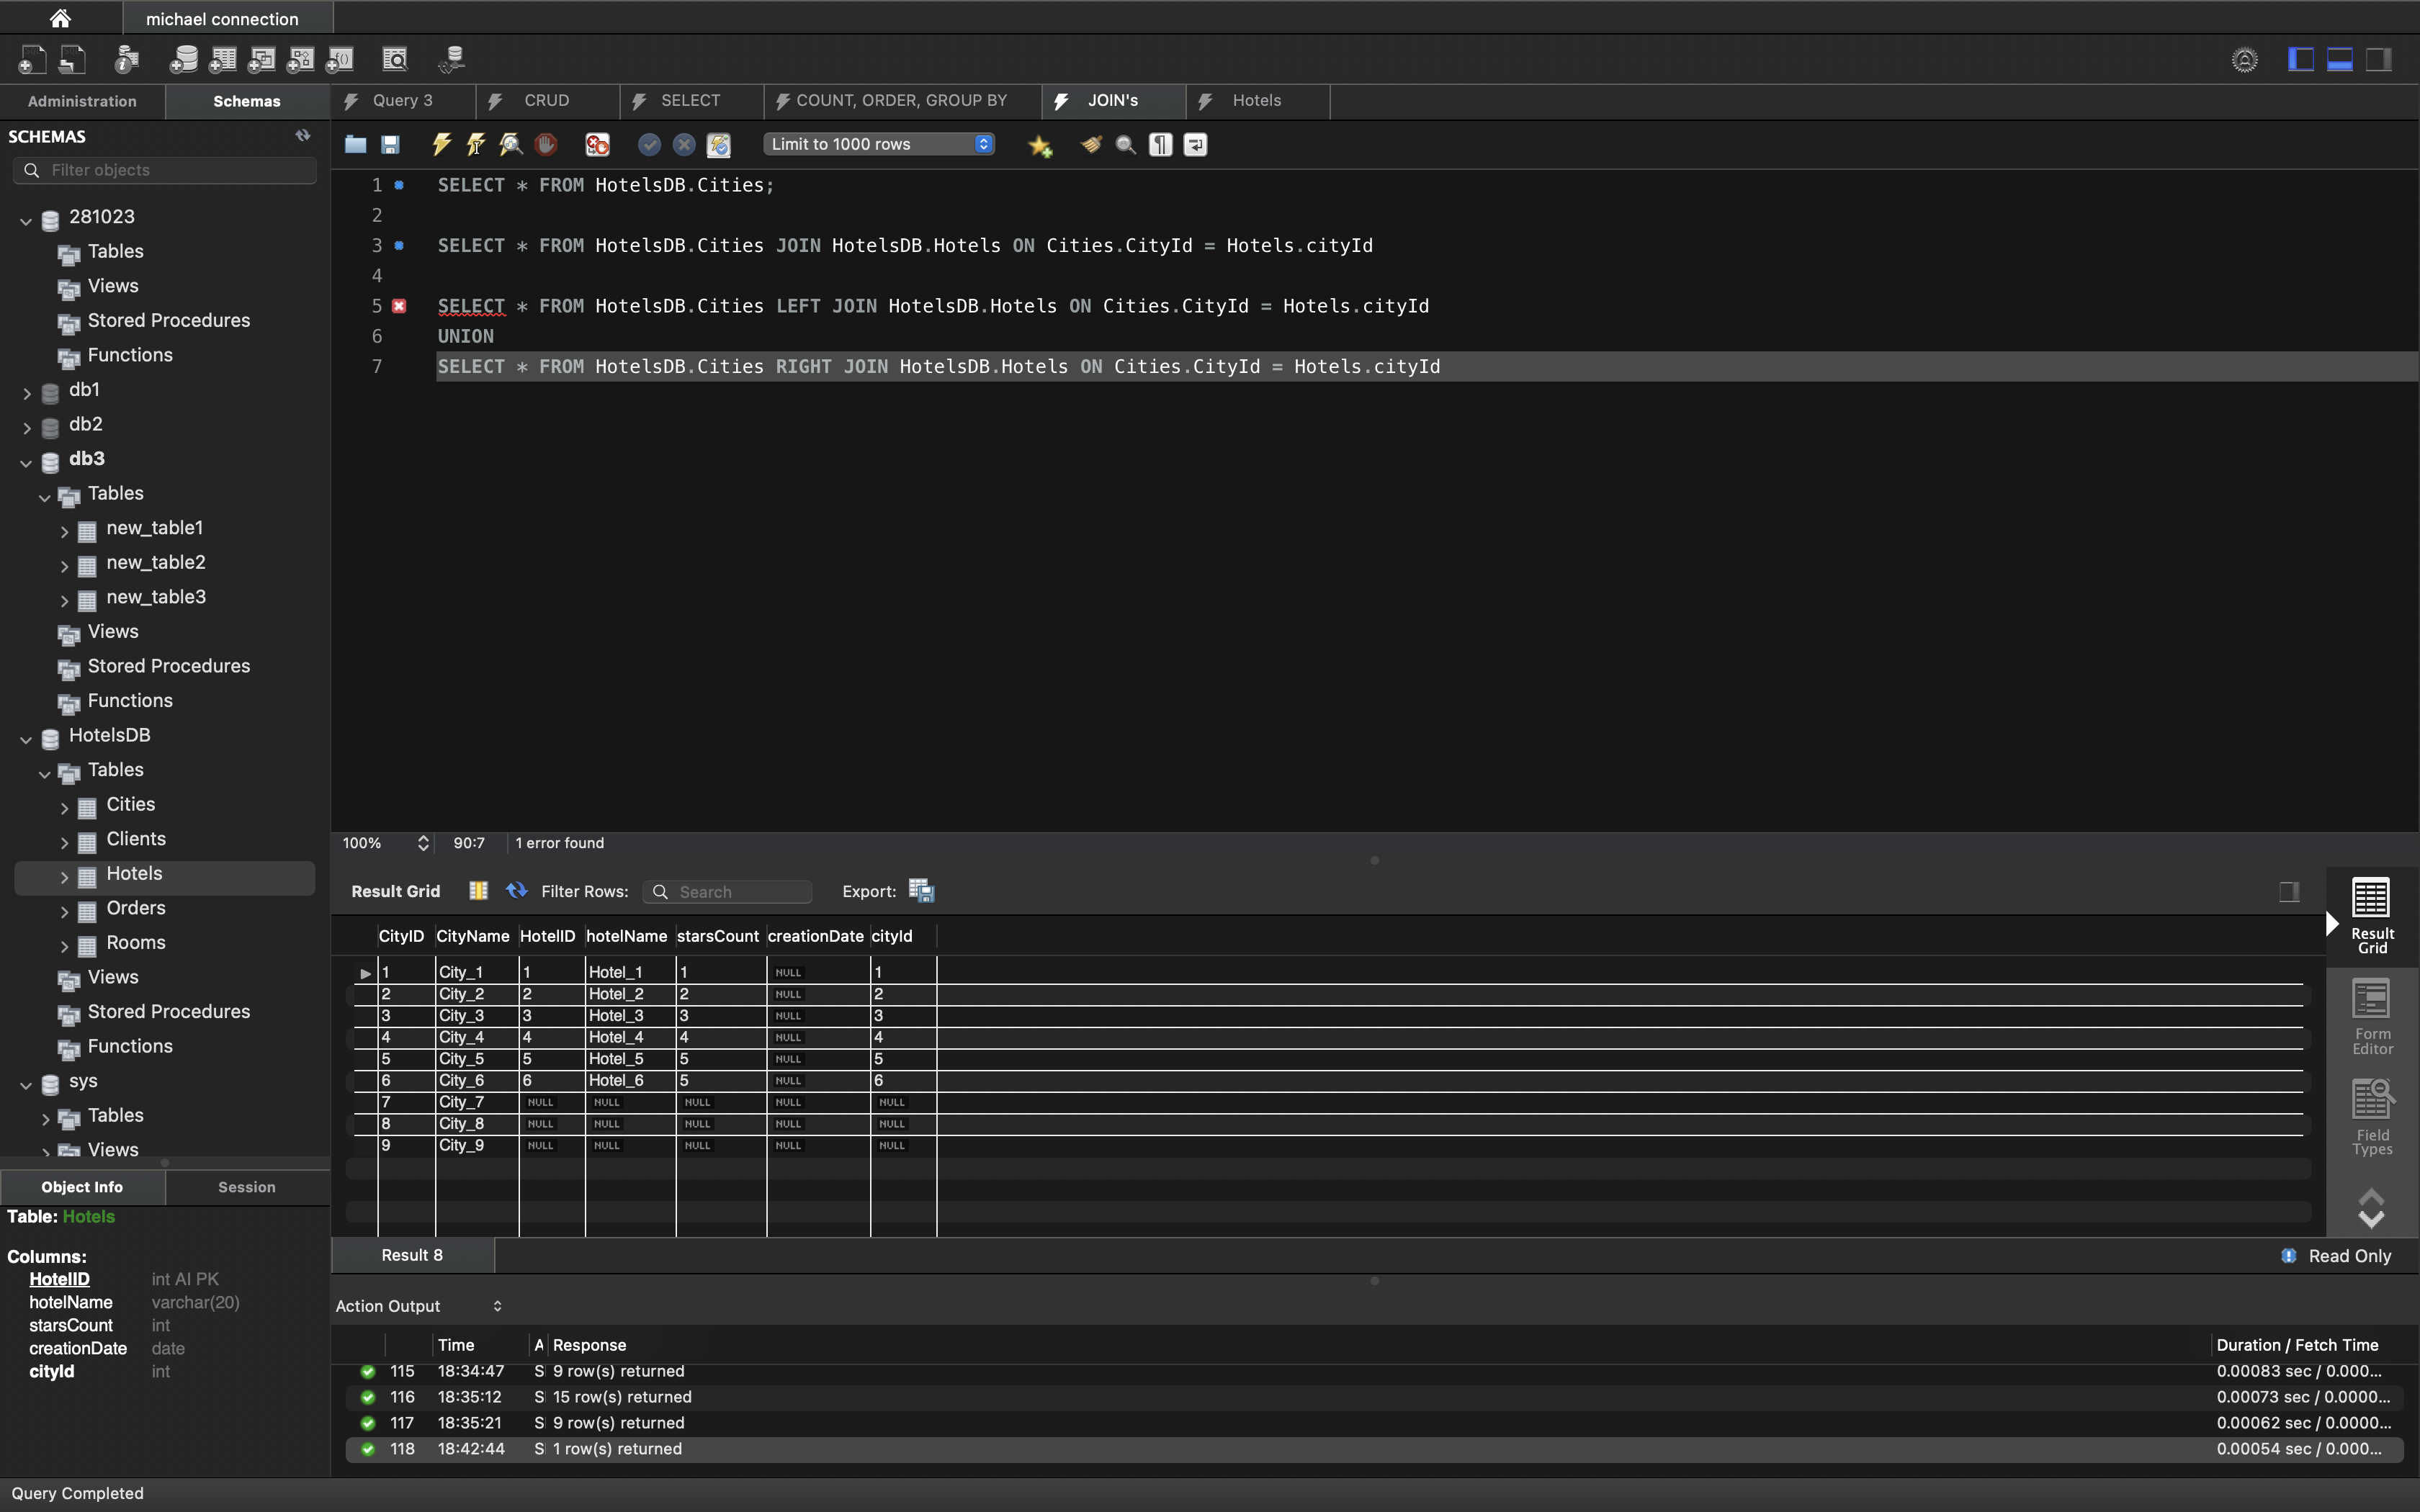 michael connection
Administration
Schemas
Query 3
CRUD
SELECT
COUNT, ORDER, GROUP BY
JOIN's
Hotels
SCHEMAS
Filter objects
Limit to 1000 rows
281023
Tables
Views
Stored Procedures
Functions
db1
db2
db3
Tables
new_table1
new_table2
new_table3
Views
Stored Procedures
Functions
HotelsDB
Tables
Cities
Clients
Hotels
Orders
Rooms
Views
Stored Procedures
Functions
sys
Tables
Views
1 SELECT * FROM HotelsDB.Cities;
2
3 SELECT * FROM HotelsDB.Cities JOIN HotelsDB.Hotels ON Cities.CityId = Hotels.cityId
4
5 SELECT * FROM HotelsDB.Cities LEFT JOIN HotelsDB.Hotels ON Cities.CityId = Hotels.cityId
6 UNION
7 SELECT * FROM HotelsDB.Cities RIGHT JOIN HotelsDB.Hotels ON Cities.CityId = Hotels.cityId
100% 90:7 1 error found
Result Grid Filter Rows: Search Export:
CityID CityName HotelID hotelName starsCount creationDate cityId
1 City_1 1 Hotel_1 1 NULL 1
2 City_2 2 Hotel_2 2 NULL 2
3 City_3 3 Hotel_3 3 NULL 3
4 City_4 4 Hotel_4 4 NULL 4
5 City_5 5 Hotel_5 5 NULL 5
6 City_6 6 Hotel_6 5 NULL 6
7 City_7 NULL NULL NULL NULL NULL
8 City_8 NULL NULL NULL NULL NULL
9 City_9 NULL NULL NULL NULL NULL
Result
Grid
Form
Editor
Field
Types
Result 8
Read Only
Object Info
Session
Table: Hotels
Columns:
HotelID int AI PK
hotelName varchar(20)
starsCount int
creationDate date
cityId int
Action Output
Time A Response Duration / Fetch Time
115 18:34:47 S 9 row(s) returned 0.00083 sec / 0.000...
116 18:35:12 S 15 row(s) returned 0.00073 sec / 0.0000...
117 18:35:21 S 9 row(s) returned 0.00062 sec / 0.0000...
118 18:42:44 S 1 row(s) returned 0.00054 sec / 0.000...
Query Completed